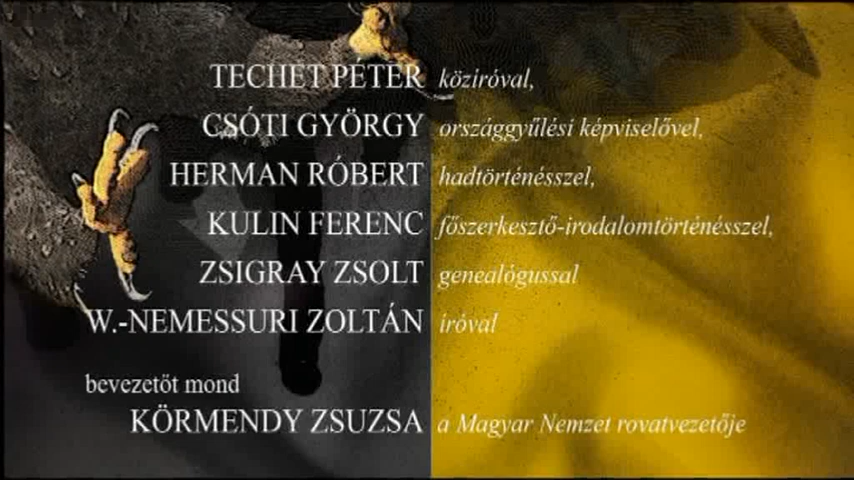 TECHET PÉTER közíróval,
CSÓTI GYÖRGY országgyűlési képviselővel,
HERMAN RÓBERT hadtörténésszel,
KULIN FERENC főszerkesztő-irodalomtörténésszel,
ZSIGRAY ZSOLT genealógussal
W.-NEMESSURI ZOLTÁN íróval
bevezetőt mond
KÖRMENDY ZSUZSA a Magyar Nemzet rovatvezetője